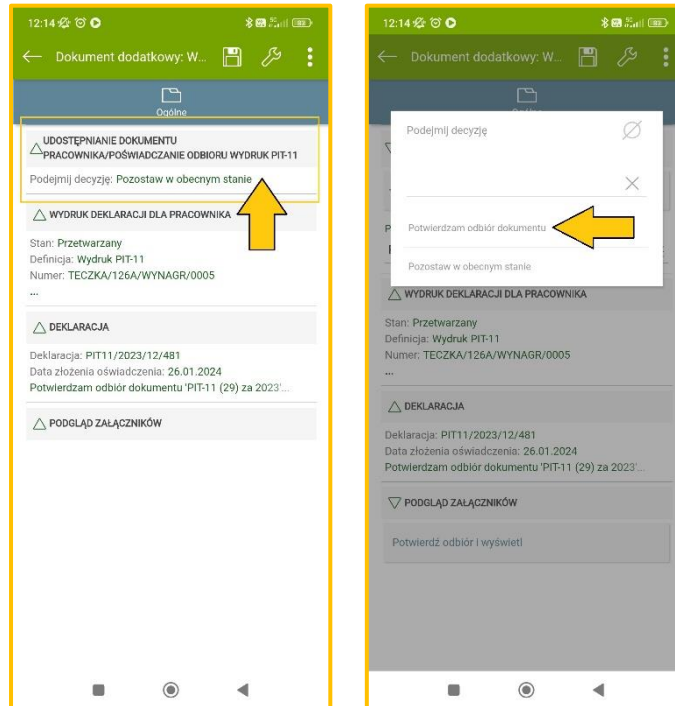 12:14
Dokument dodatkowy: W...
Ogólne
UDOSTĘPNIANIE DOKUMENTU
PRACOWNIKA/POŚWIADCZANIE ODBIORU WYDRUK PIT-11
Podejmij decyzję: Pozostaw w obecnym stanie
WYDRUK DEKLARACJI DLA PRACOWNIKA
Stan: Przetwarzany
Definicja: Wydruk PIT-11
Numer: TECZKA/126A/WYNAGR/0005
...
DEKLARACJA
Deklaracja: PIT11/2023/12/481
Data złożenia oświadczenia: 26.01.2024
Potwierdzam odbiór dokumentu 'PIT-11 (29) za 2023'...
PODGLĄD ZAŁĄCZNIKÓW
12:14
Dokument dodatkowy: W...
Podejmij decyzję
Potwierdzam odbiór dokumentu
Pozostaw w obecnym stanie
WYDRUK DEKLARACJI DLA PRACOWNIKA
Stan: Przetwarzany
Definicja: Wydruk PIT-11
Numer: TECZKA/126A/WYNAGR/0005
...
DEKLARACJA
Deklaracja: PIT11/2023/12/481
Data złożenia oświadczenia: 26.01.2024
Potwierdzam odbiór dokumentu 'PIT-11 (29) za 2023'...
PODGLĄD ZAŁĄCZNIKÓW
Potwierdź odbiór i wyświetl